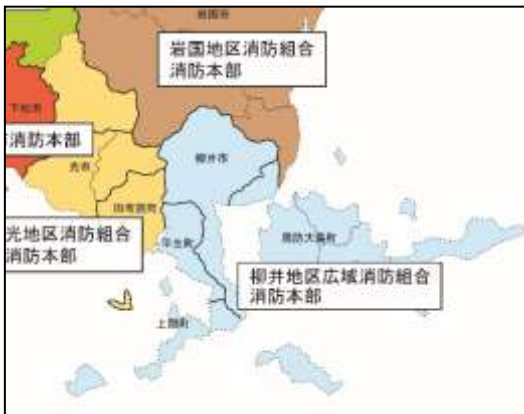 岩国市
岩国地区消防組合
消防本部
下松市
消防本部
柳井市
光市
田布施町
光地区消防組合
消防本部
平生町
周防大島町
柳井地区広域消防組合
消防本部
上関町